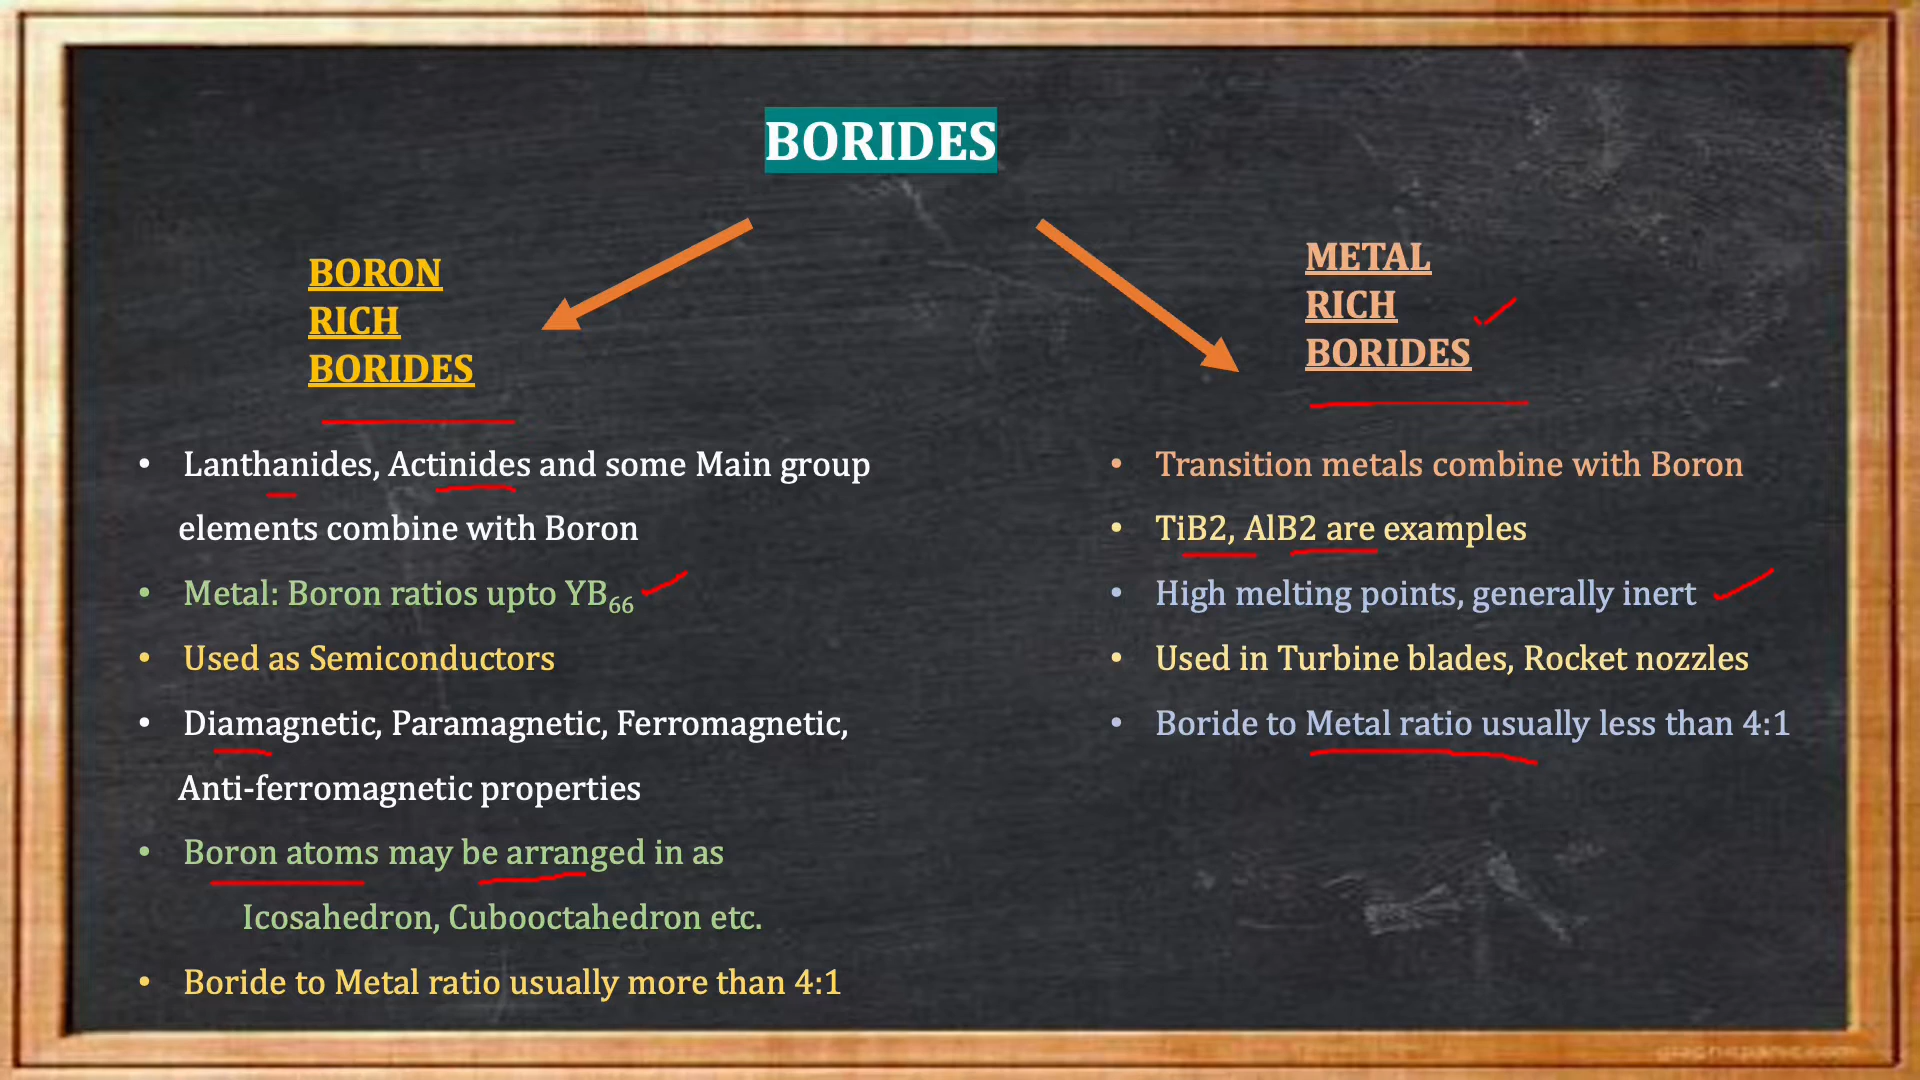 BORIDES
BORON
RICH
BORIDES
• Lanthanides, Actinides and some Main group
elements combine with Boron
• Metal: Boron ratios upto YB₆₆
• Used as Semiconductors
• Diamagnetic, Paramagnetic, Ferromagnetic,
Anti-ferromagnetic properties
• Boron atoms may be arranged in as
Icosahedron, Cubooctahedron etc.
• Boride to Metal ratio usually more than 4:1
METAL
RICH
BORIDES
• Transition metals combine with Boron
• TiB2, AlB2 are examples
• High melting points, generally inert
• Used in Turbine blades, Rocket nozzles
• Boride to Metal ratio usually less than 4:1